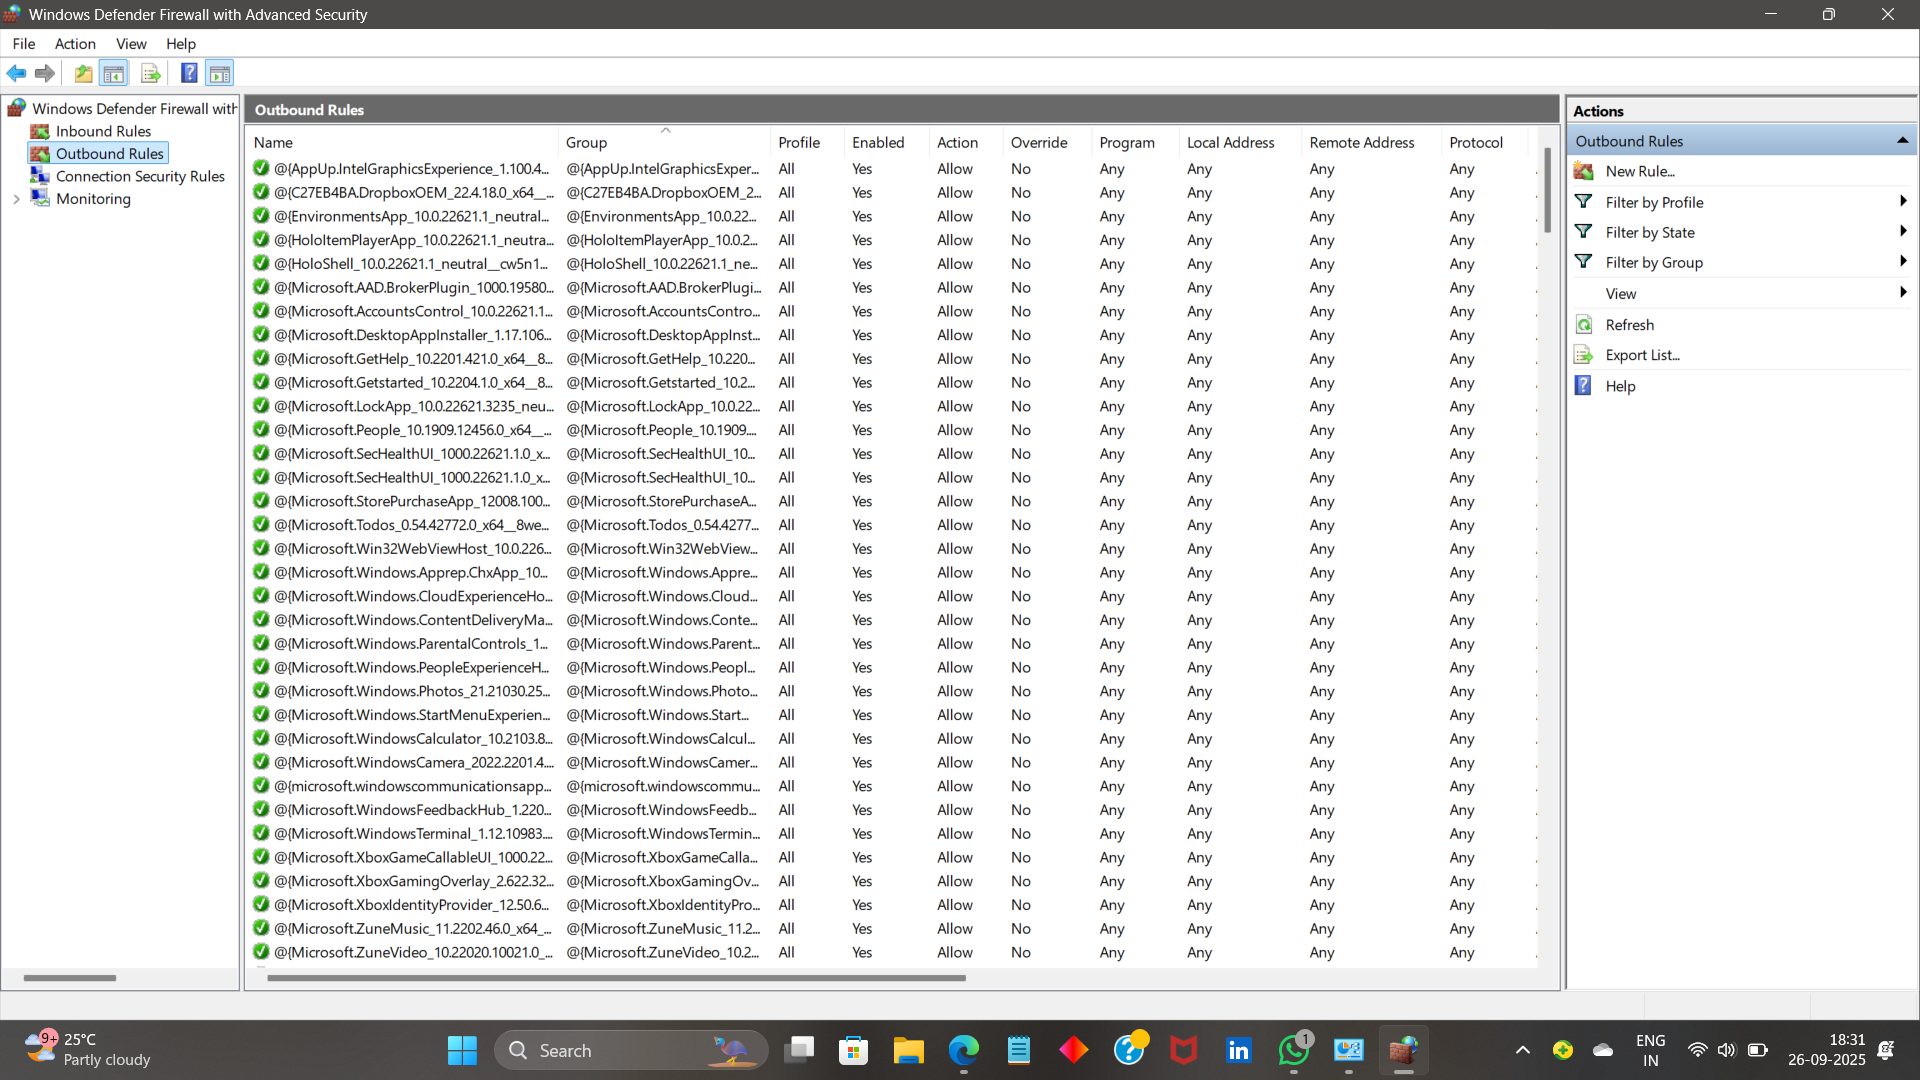 Windows Defender Firewall with Advanced Security
File Action View Help
Windows Defender Firewall with
Inbound Rules
Outbound Rules
Connection Security Rules
Monitoring
Outbound Rules
Name Group Profile Enabled Action Override Program Local Address Remote Address Protocol
@{AppUp.IntelGraphicsExperience_1.100.4... @{AppUp.IntelGraphicsExper... All Yes Allow No Any Any Any Any
@{C27EB4BA.DropboxOEM_22.4.18.0_x64__... @{C27EB4BA.DropboxOEM_2... All Yes Allow No Any Any Any Any
@{EnvironmentsApp_10.0.22621.1_neutral... @{EnvironmentsApp_10.0.22... All Yes Allow No Any Any Any Any
@{HoloItemPlayerApp_10.0.22621.1_neutra... @{HoloItemPlayerApp_10.0.2... All Yes Allow No Any Any Any Any
@{HoloShell_10.0.22621.1_neutral__cw5n1... @{HoloShell_10.0.22621.1_ne... All Yes Allow No Any Any Any Any
@{Microsoft.AAD.BrokerPlugin_1000.19580... @{Microsoft.AAD.BrokerPlugi... All Yes Allow No Any Any Any Any
@{Microsoft.AccountsControl_10.0.22621.1... @{Microsoft.AccountsContro... All Yes Allow No Any Any Any Any
@{Microsoft.DesktopAppInstaller_1.17.106... @{Microsoft.DesktopAppInst... All Yes Allow No Any Any Any Any
@{Microsoft.GetHelp_10.2201.421.0_x64__8... @{Microsoft.GetHelp_10.220... All Yes Allow No Any Any Any Any
@{Microsoft.Getstarted_10.2204.1.0_x64__8... @{Microsoft.Getstarted_10.2... All Yes Allow No Any Any Any Any
@{Microsoft.LockApp_10.0.22621.3235_neu... @{Microsoft.LockApp_10.0.22... All Yes Allow No Any Any Any Any
@{Microsoft.People_10.1909.12456.0_x64__... @{Microsoft.People_10.1909.... All Yes Allow No Any Any Any Any
@{Microsoft.SecHealthUI_1000.22621.1.0_x... @{Microsoft.SecHealthUI_10... All Yes Allow No Any Any Any Any
@{Microsoft.SecHealthUI_1000.22621.1.0_x... @{Microsoft.SecHealthUI_10... All Yes Allow No Any Any Any Any
@{Microsoft.StorePurchaseApp_12008.100... @{Microsoft.StorePurchaseA... All Yes Allow No Any Any Any Any
@{Microsoft.Todos_0.54.42772.0_x64__8we... @{Microsoft.Todos_0.54.4277... All Yes Allow No Any Any Any Any
@{Microsoft.Win32WebViewHost_10.0.226... @{Microsoft.Win32WebView... All Yes Allow No Any Any Any Any
@{Microsoft.Windows.Apprep.ChxApp_10... @{Microsoft.Windows.Appre... All Yes Allow No Any Any Any Any
@{Microsoft.Windows.CloudExperienceHo... @{Microsoft.Windows.Cloud... All Yes Allow No Any Any Any Any
@{Microsoft.Windows.ContentDeliveryMa... @{Microsoft.Windows.Conte... All Yes Allow No Any Any Any Any
@{Microsoft.Windows.ParentalControls_1... @{Microsoft.Windows.Parent... All Yes Allow No Any Any Any Any
@{Microsoft.Windows.PeopleExperienceH... @{Microsoft.Windows.Peopl... All Yes Allow No Any Any Any Any
@{Microsoft.Windows.Photos_21.21030.25... @{Microsoft.Windows.Photo... All Yes Allow No Any Any Any Any
@{Microsoft.Windows.StartMenuExperien... @{Microsoft.Windows.Start... All Yes Allow No Any Any Any Any
@{Microsoft.WindowsCalculator_10.2103.8... @{Microsoft.WindowsCalcul... All Yes Allow No Any Any Any Any
@{Microsoft.WindowsCamera_2022.2201.4... @{Microsoft.WindowsCamer... All Yes Allow No Any Any Any Any
@{microsoft.windowscommunicationsapp... @{microsoft.windowscommu... All Yes Allow No Any Any Any Any
@{Microsoft.WindowsFeedbackHub_1.220... @{Microsoft.WindowsFeedb... All Yes Allow No Any Any Any Any
@{Microsoft.WindowsTerminal_1.12.10983.... @{Microsoft.WindowsTermin... All Yes Allow No Any Any Any Any
@{Microsoft.XboxGameCallableUI_1000.22... @{Microsoft.XboxGameCalla... All Yes Allow No Any Any Any Any
@{Microsoft.XboxGamingOverlay_2.622.32... @{Microsoft.XboxGamingOv... All Yes Allow No Any Any Any Any
@{Microsoft.XboxIdentityProvider_12.50.6... @{Microsoft.XboxIdentityPro... All Yes Allow No Any Any Any Any
@{Microsoft.ZuneMusic_11.2202.46.0_x64_... @{Microsoft.ZuneMusic_11.2... All Yes Allow No Any Any Any Any
@{Microsoft.ZuneVideo_10.22020.10021.0_... @{Microsoft.ZuneVideo_10.2... All Yes Allow No Any Any Any Any
Actions
Outbound Rules
New Rule...
Filter by Profile
Filter by State
Filter by Group
View
Refresh
Export List...
Help
9+
25°C
Partly cloudy
Search
in
1
ENG
IN
18:31
26-09-2025